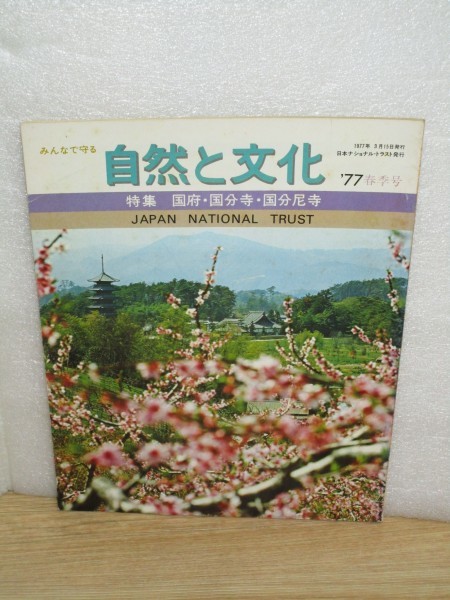 みんなで守る
自然と文化
1977年 3月15日発行
日本ナショナル・トラスト発行
'77 春季号
特集 国府・国分寺・国分尼寺
JAPAN NATIONAL TRUST